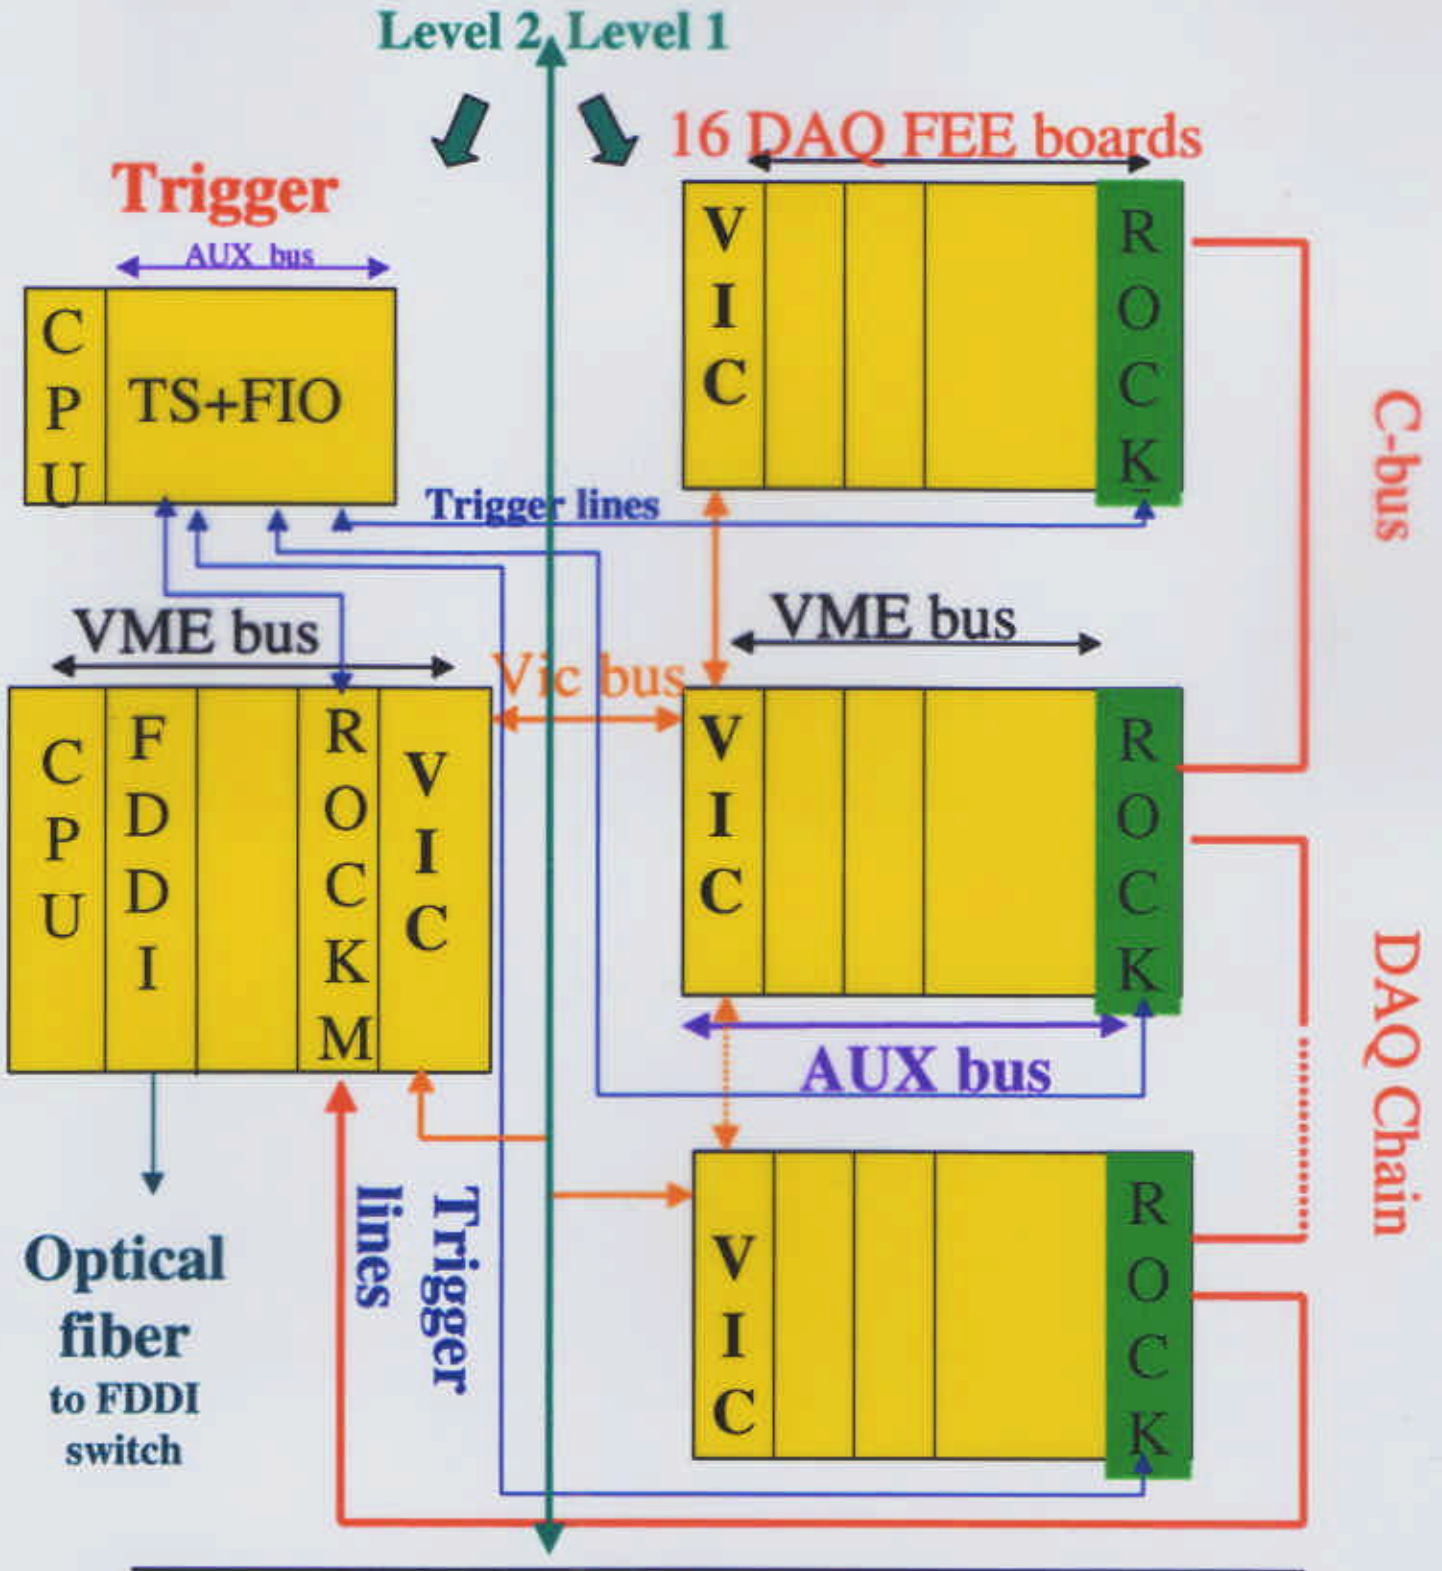 Level 2 Level 1
16 DAQ FEE boards
Trigger
AUX bus
CPU
TS+FIO
VIC
ROCK
C-bus
Trigger lines
VME bus
VME bus
Vic bus
CPU
FDDI
ROCKM
VIC
VIC
ROCK
DAQ Chain
AUX bus
Trigger
lines
Optical
fiber
to FDDI
switch
VIC
ROCK